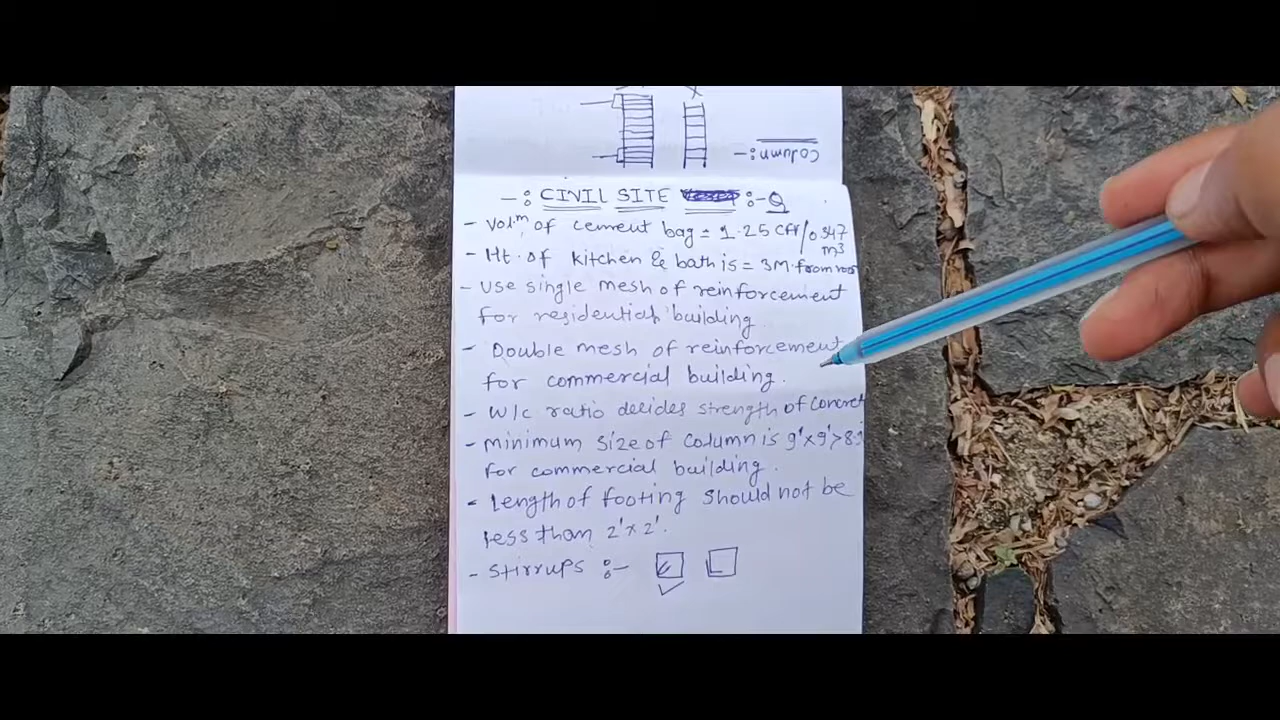 Column :-
-: CIVIL SITE :-
- Volm, of cement bag = 1.25 cft/0.347 m3
- Ht. of kitchen & bath is = 3M. from
- Use single mesh of reinforcement
for residential building.
- Double mesh of reinforcement
for commercial building.
- W/c ratio decides strength of concret
- minimum size of column is 9'x9' >
for commercial building.
- Length of footing should not be
less than 2'x2'.
- Stirrups :-